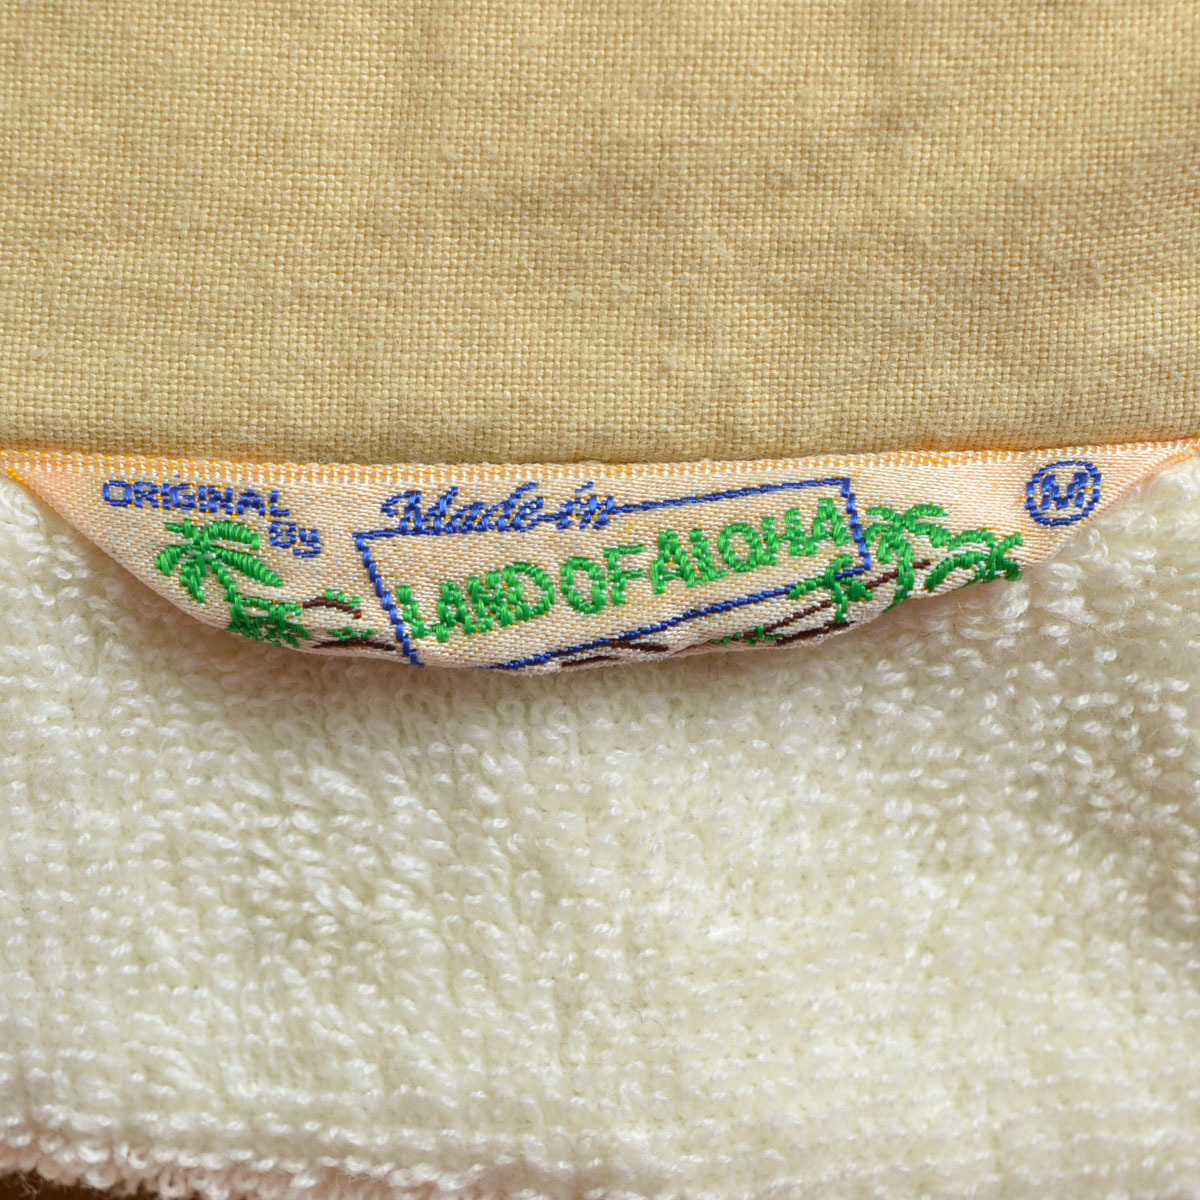 ORIGINAL
By
Made-in
LAND OF ALOHA
M